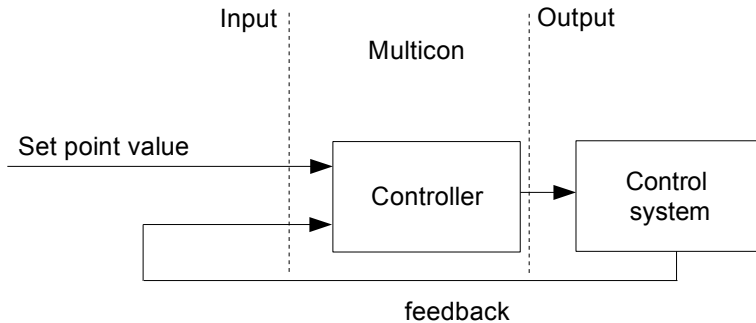 Input
Output
Multicon
Set point value
Controller
Control
system
feedback